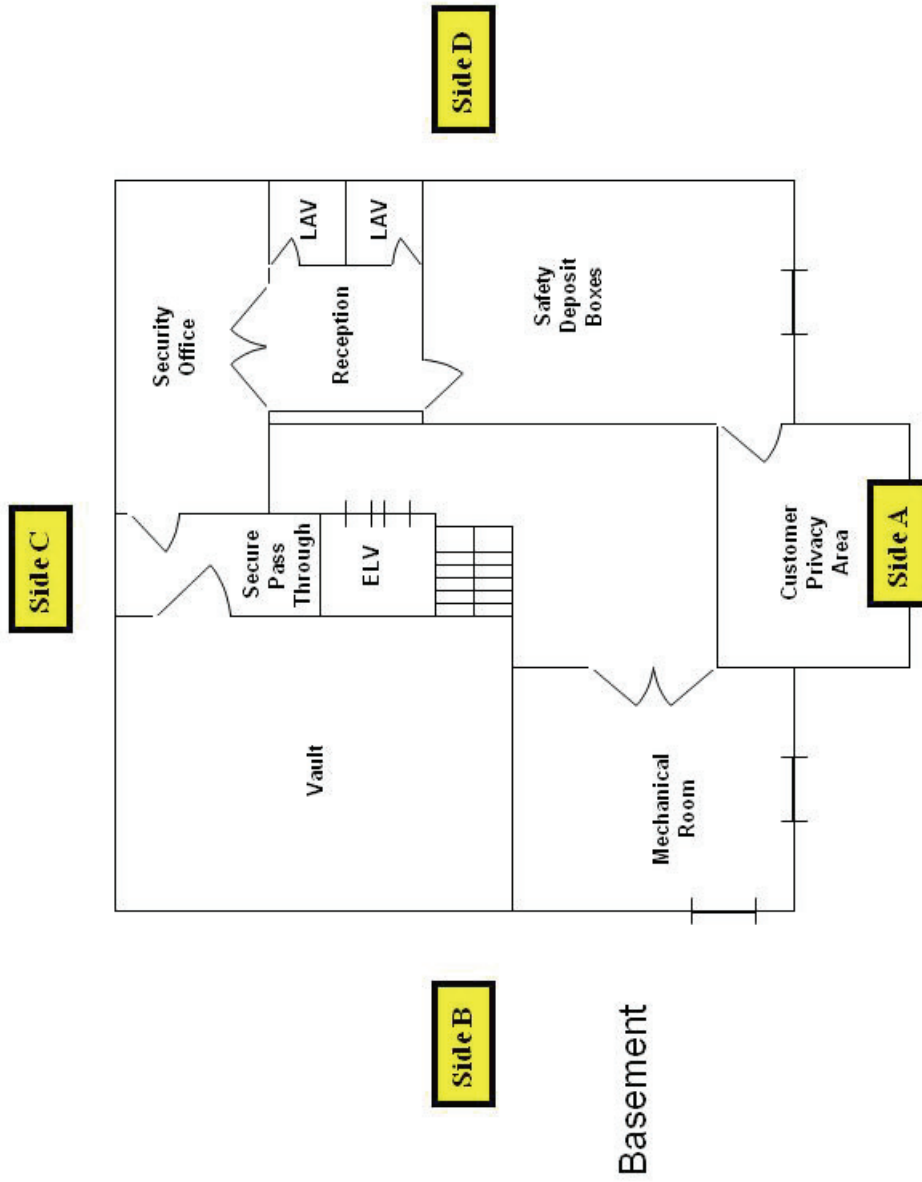 Side C
Security
Office
LAV
LAV
Reception
Secure
Pass
Through
ELV
Vault
Safety
Deposit
Boxes
Side B
Side D
Mechanical
Room
Customer
Privacy
Area
Side A
Basement